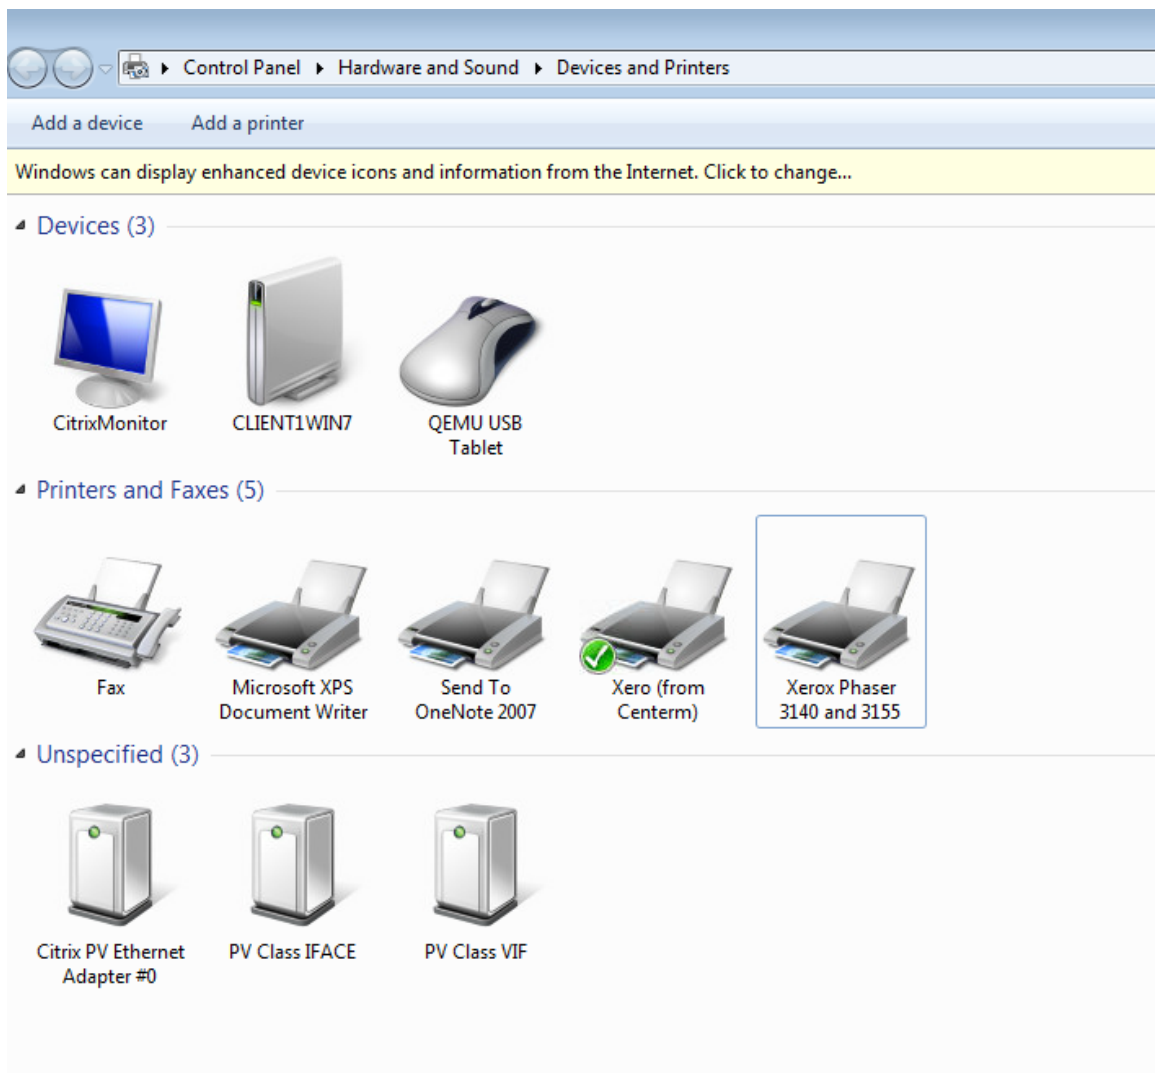 Control Panel Hardware and Sound Devices and Printers
Add a device Add a printer
Windows can display enhanced device icons and information from the Internet. Click to change...
Devices (3)
CitrixMonitor
CLIENT1WIN7
QEMU USB
Tablet
Printers and Faxes (5)
Fax
Microsoft XPS
Document Writer
Send To
OneNote 2007
Xero (from
Centerm)
Xerox Phaser
3140 and 3155
Unspecified (3)
Citrix PV Ethernet
Adapter #0
PV Class IFACE
PV Class VIF